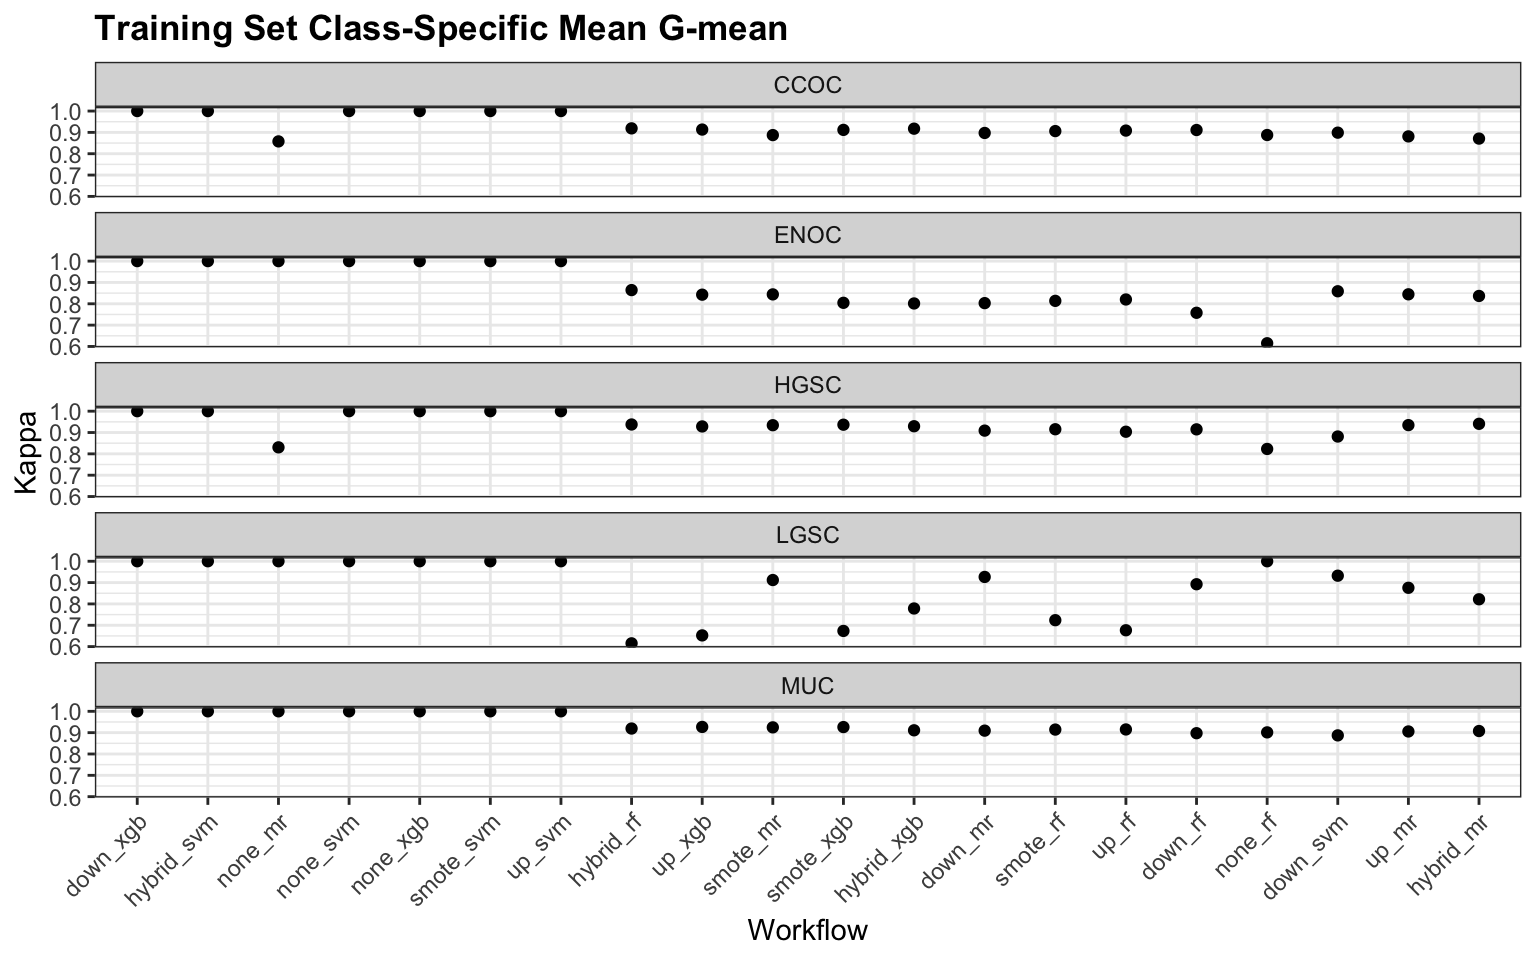 Training Set Class-Specific Mean G-mean
CCOC
1.0
0.9
0.8
0.7
0.6
ENOC
1.0
0.9
0.8
0.7
0.6
HGSC
1.0
0.9
0.8
0.7
0.6
LGSC
1.0
0.9
0.8
0.7
0.6
MUC
1.0
0.9
0.8
0.7
0.6
Kappa
down_xgb
hybrid_svm
none_mr
none_svm
none_xgb
smote_svm
up_svm
hybrid_rf
up_xgb
smote_mr
smote_xgb
hybrid_xgb
down_mr
smote_rf
up_rf
down_rf
none_rf
down_svm
up_mr
hybrid_mr
Workflow